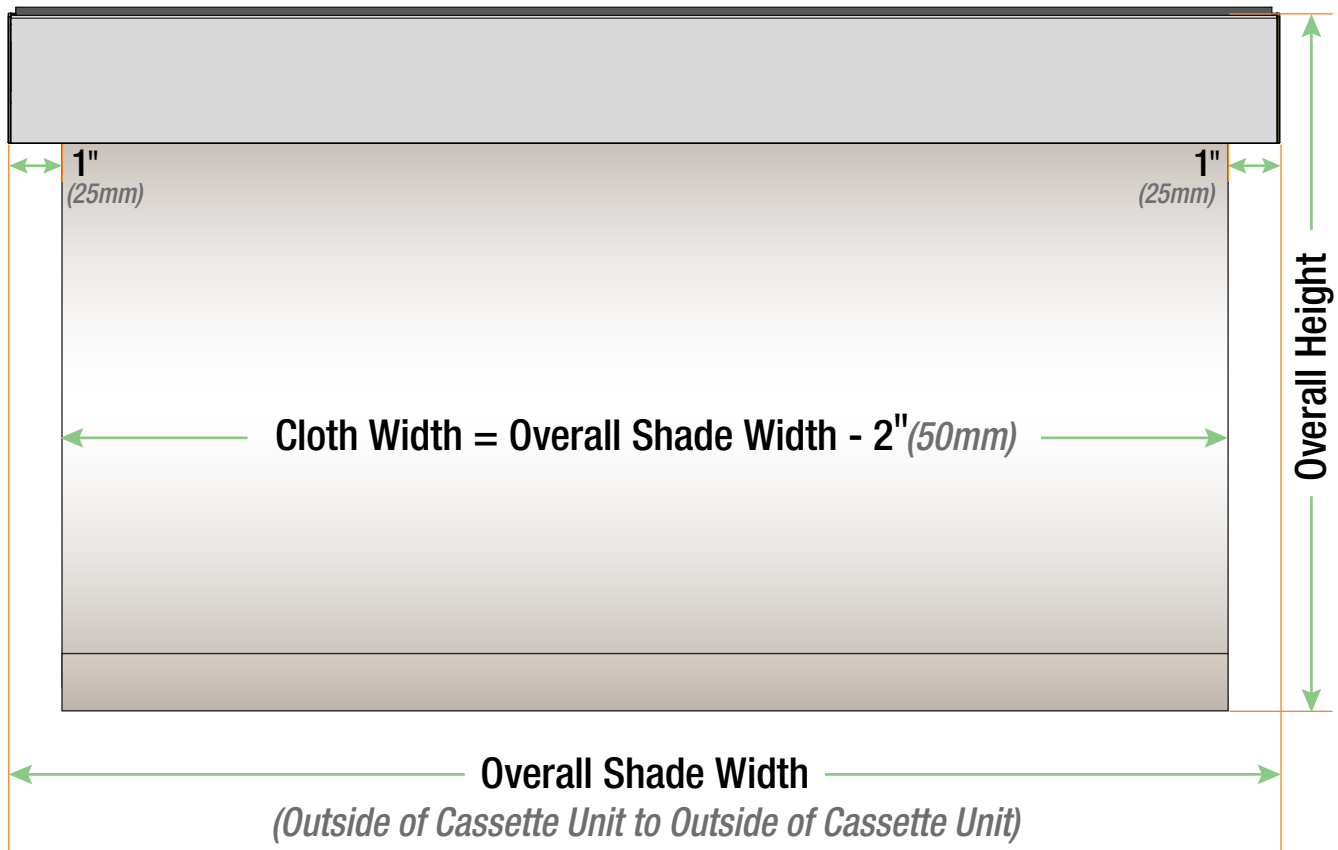 1"
(25mm)
1"
(25mm)
Overall Height
Cloth Width = Overall Shade Width - 2"(50mm)
Overall Shade Width
(Outside of Cassette Unit to Outside of Cassette Unit)